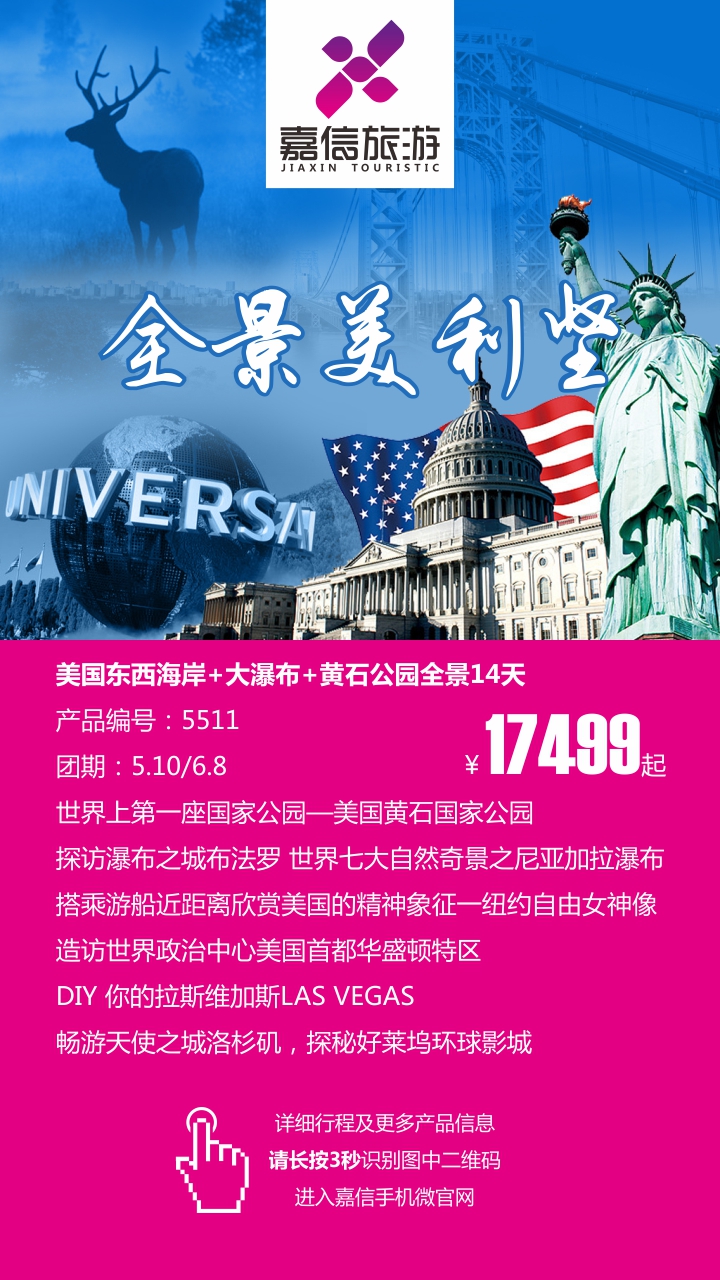 嘉信旅游
JIAXIN TOURISTIC
全景美利坚
UNIVERSAL
美国东西海岸+大瀑布+黄石公园全景14天
产品编号：5511
团期：5.10/6.8
￥17499起
世界上第一座国家公园—美国黄石国家公园
探访瀑布之城布法罗 世界七大自然奇景之尼亚加拉瀑布
搭乘游船近距离欣赏美国的精神象征—纽约自由女神像
造访世界政治中心美国首都华盛顿特区
DIY 你的拉斯维加斯LAS VEGAS
畅游天使之城洛杉矶，探秘好莱坞环球影城
详细行程及更多产品信息
请长按3秒识别图中二维码
进入嘉信手机微官网